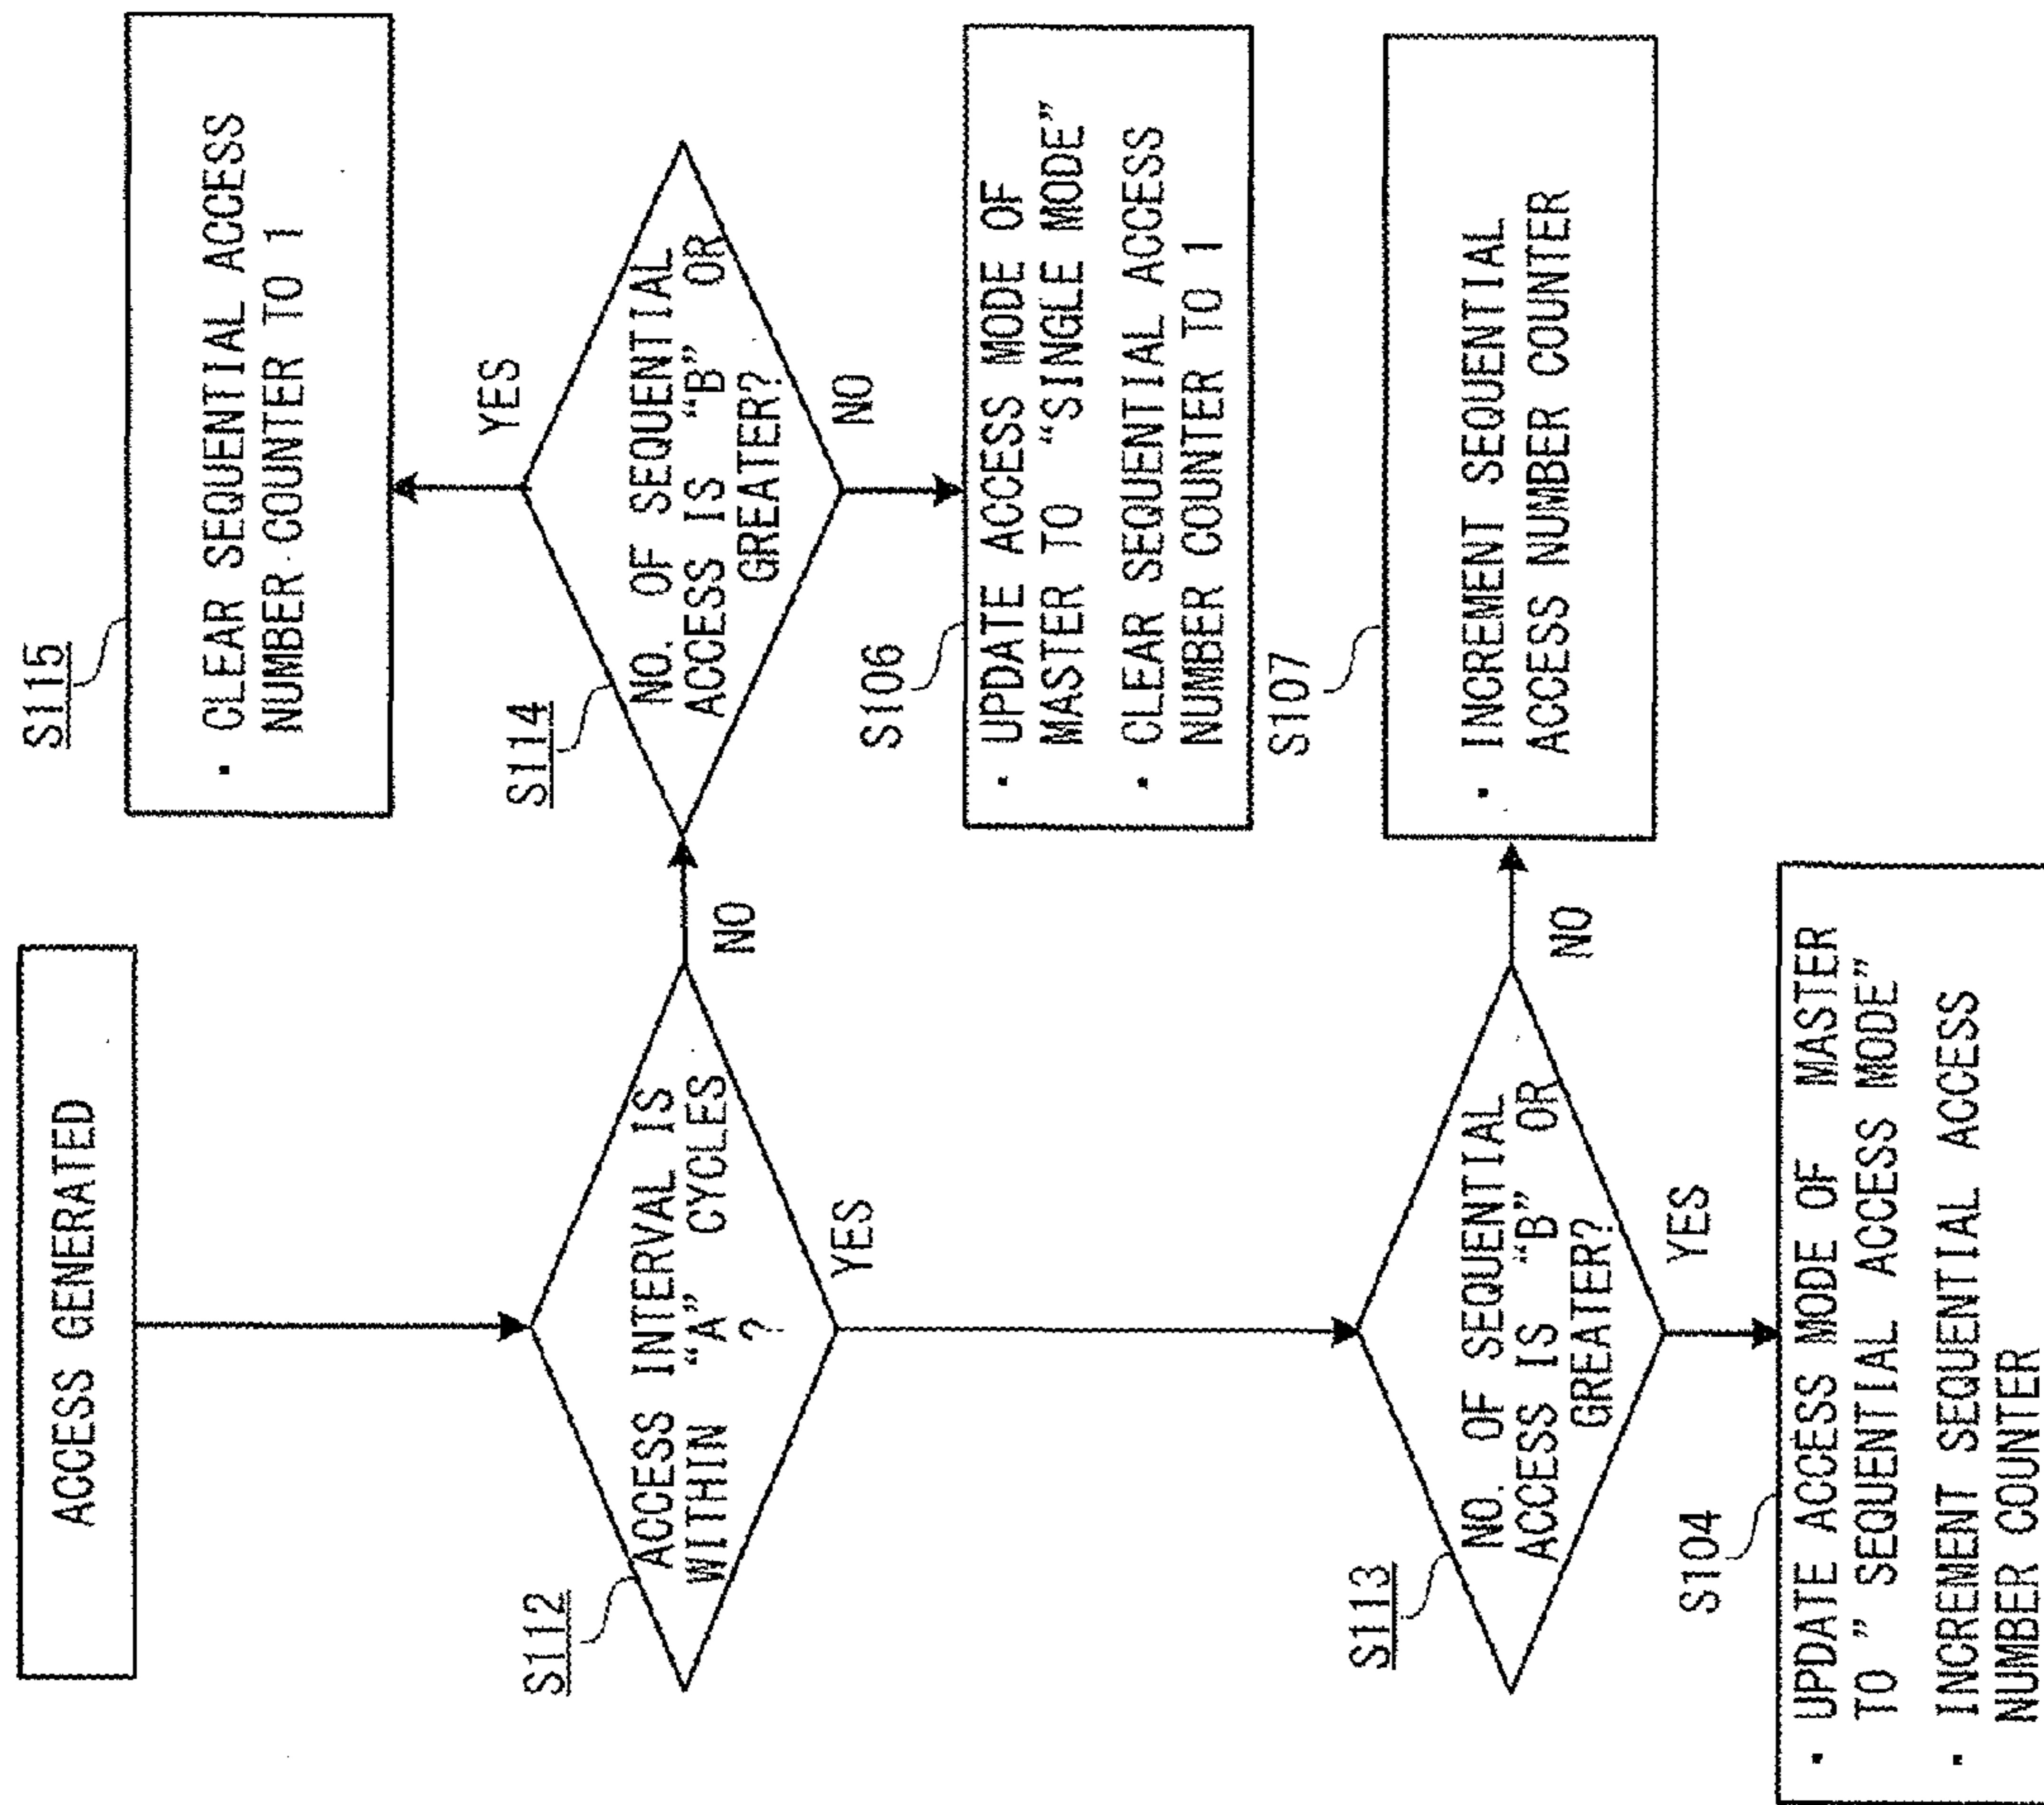 ACCESS GENERATED
S112
ACCESS INTERVAL IS
WITHIN “A” CYCLES
?
NO
YES
S114
NO. OF SEQUENTIAL
ACCESS IS “B” OR
GREATER?
YES
NO
S115
· CLEAR SEQUENTIAL ACCESS
NUMBER COUNTER TO 1
S106
· UPDATE ACCESS MODE OF
MASTER TO “SINGLE MODE”
· CLEAR SEQUENTIAL ACCESS
NUMBER COUNTER TO 1
S113
NO. OF SEQUENTIAL
ACCESS IS “B” OR
GREATER?
NO
YES
S107
· INCREMENT SEQUENTIAL
ACCESS NUMBER COUNTER
S104
· UPDATE ACCESS MODE OF MASTER
TO ” SEQUENTIAL ACCESS MODE”
· INCREMENT SEQUENTIAL ACCESS
NUMBER COUNTER